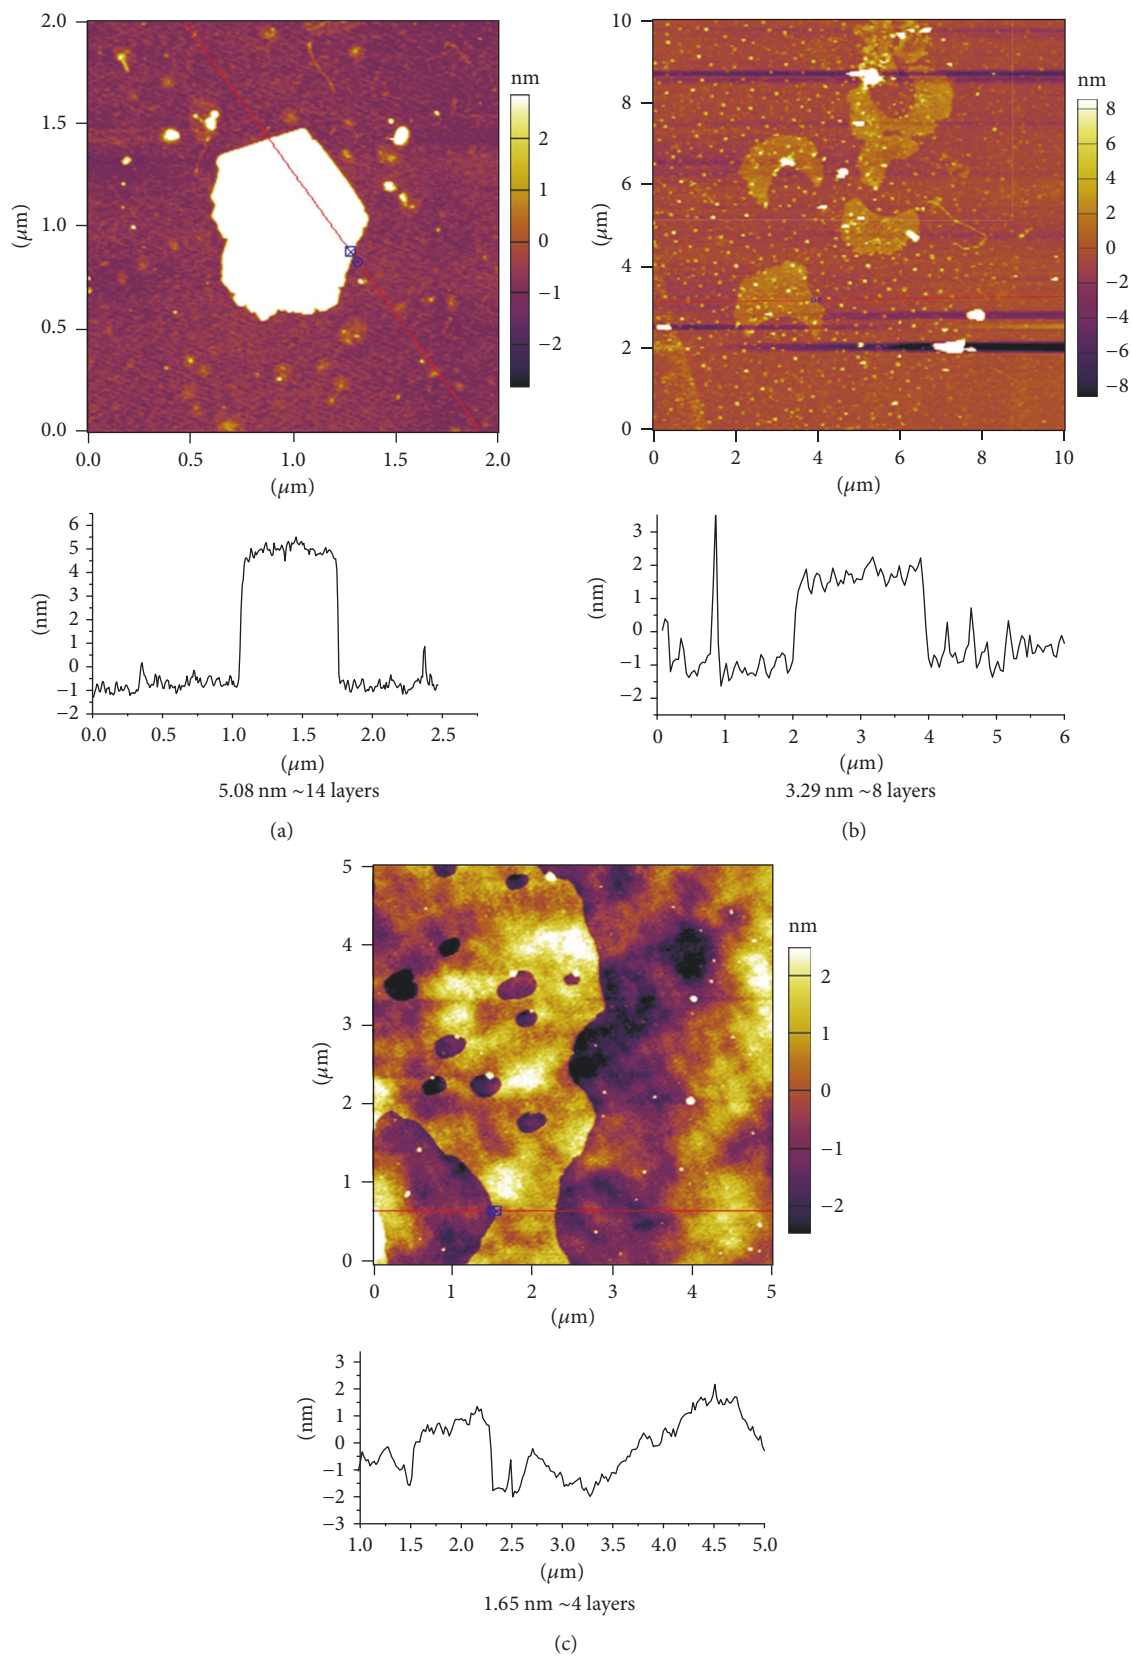 2.0
1.5
1.0
0.5
0.0
(μm)
0.0 0.5 1.0 1.5 2.0
(μm)
nm
2
1
0
−1
−2
6
5
4
3
2
1
0
−1
−2
(nm)
0.0 0.5 1.0 1.5 2.0 2.5
(μm)
5.08 nm ~14 layers
(a)
10
8
6
4
2
0
(μm)
0 2 4 6 8 10
(μm)
nm
8
6
4
2
0
−2
−4
−6
−8
3
2
1
0
−1
−2
(nm)
0 1 2 3 4 5 6
(μm)
3.29 nm ~8 layers
(b)
5
4
3
2
1
0
(μm)
0 1 2 3 4 5
(μm)
nm
2
1
0
−1
−2
3
2
1
0
−1
−2
−3
(nm)
1.0 1.5 2.0 2.5 3.0 3.5 4.0 4.5 5.0
(μm)
1.65 nm ~4 layers
(c)